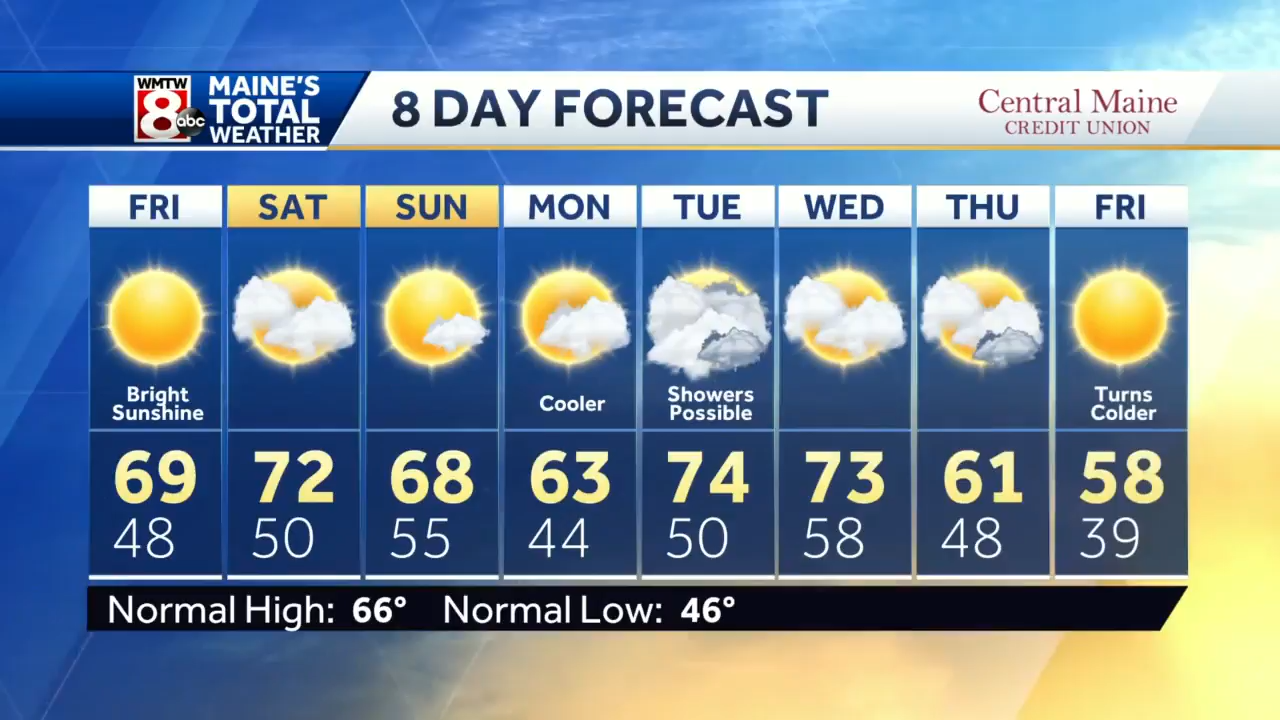 WMTW
8
abc
MAINE'S
TOTAL
WEATHER
8 DAY FORECAST
Central Maine
CREDIT UNION
FRI SAT SUN MON TUE WED THU FRI
Bright
Sunshine
Cooler
Showers
Possible
Turns
Colder
69 72 68 63 74 73 61 58
48 50 55 44 50 58 48 39
Normal High: 66° Normal Low: 46°